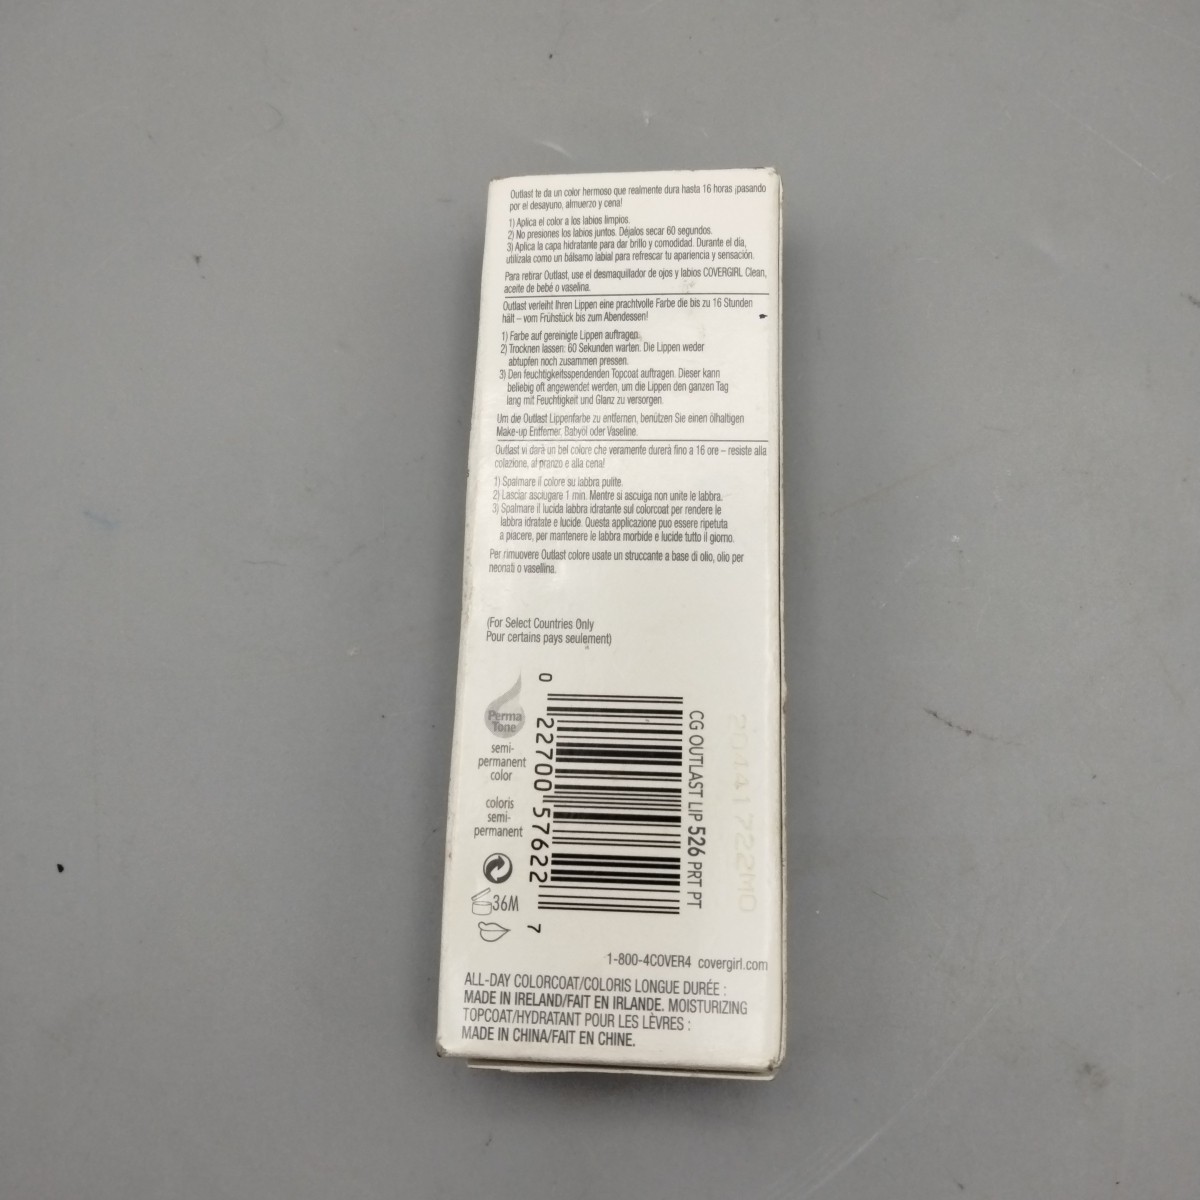 Outlast te da un color hermoso que realmente dura hasta 16 horas ¡pasando
por el desayuno, almuerzo y cena!
1) Aplica el color a los labios limpios.
2) No presiones los labios juntos. Déjalos secar 60 segundos.
3) Aplica la capa hidratante para dar brillo y comodidad. Durante el día,
utilízala como un bálsamo labial para refrescar tu apariencia y sensación.
Para retirar Outlast, use el desmaquillador de ojos y labios COVERGIRL Clean,
aceite de bebé o vaselina.
Outlast verleiht Ihren Lippen eine prachtvolle Farbe die bis zu 16 Stunden
hält – vom Frühstück bis zum Abendessen!
1) Farbe auf gereinigte Lippen auftragen.
2) Trocknen lassen: 60 Sekunden warten. Die Lippen weder
abtupfen noch zusammen pressen.
3) Den feuchtigkeitsspendenden Topcoat auftragen. Dieser kann
beliebig oft angewendet werden, um die Lippen den ganzen Tag
lang mit Feuchtigkeit und Glanz zu versorgen.
Um die Outlast Lippenfarbe zu entfernen, benützen Sie einen ölhaltigen
Make-up Entferner, Babyöl oder Vaseline.
Outlast vi darà un bel colore che veramente durerà fino a 16 ore – resiste alla
colazione, al pranzo e alla cena!
1) Spalmare il colore su labbra pulite.
2) Lasciar asciugare 1 min. Mentre si asciuiga non unite le labbra.
3) Spalmare il lucida labbra idratante sul colorcoat per rendere le
labbra idratate e lucide. Questa applicazione puo essere ripetuta
a piacere, per mantenere le labbra morbide e lucide tutto il giorno.
Per rimuovere Outlast colore usate un struccante a base di olio, olio per
neonati o vasellina.
(For Select Countries Only
Pour certains pays seulement)
Perma
Tone
semi-
permanent
color
coloris
semi-
permanent
36M
0 22700 57622 7
CG OUTLAST LIP 526 PRT PT
20141722M0
1-800-4COVER4 covergirl.com
ALL-DAY COLORCOAT/COLORIS LONGUE DURÉE :
MADE IN IRELAND/FAIT EN IRLANDE. MOISTURIZING
TOPCOAT/HYDRATANT POUR LES LÈVRES :
MADE IN CHINA/FAIT EN CHINE.